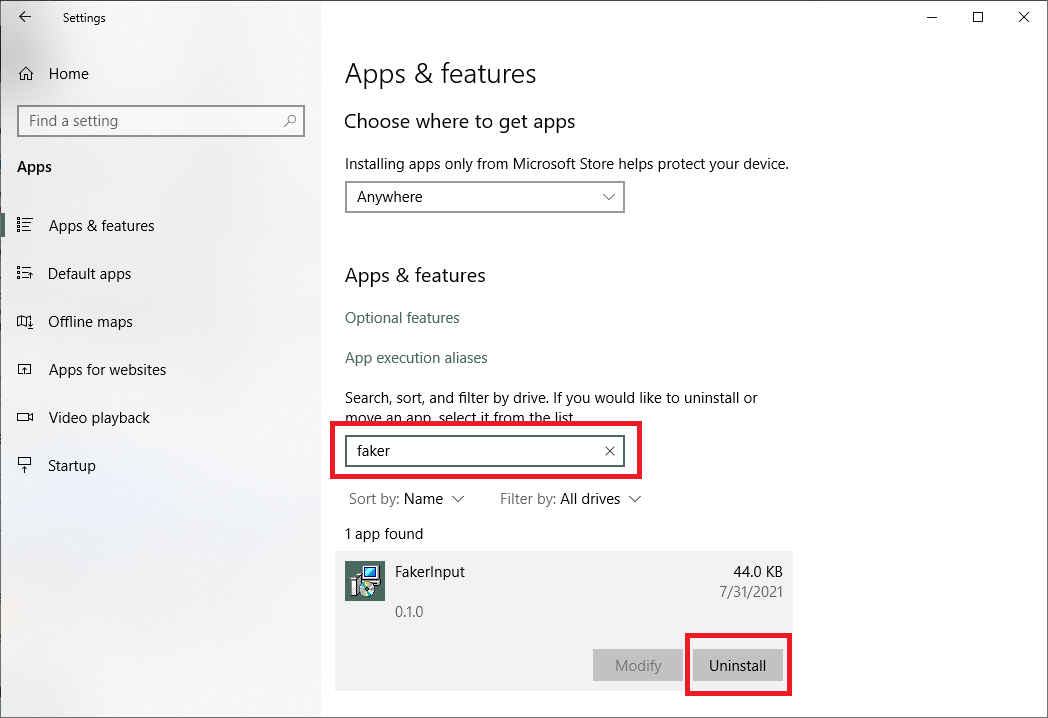 Settings
Home
Find a setting
Apps
Apps & features
Default apps
Offline maps
Apps for websites
Video playback
Startup
Apps & features
Choose where to get apps
Installing apps only from Microsoft Store helps protect your device.
Anywhere
Apps & features
Optional features
App execution aliases
Search, sort, and filter by drive. If you would like to uninstall or
move an app, select it from the list.
faker
Sort by: Name Filter by: All drives
1 app found
FakerInput 44.0 KB
7/31/2021
0.1.0
Modify Uninstall